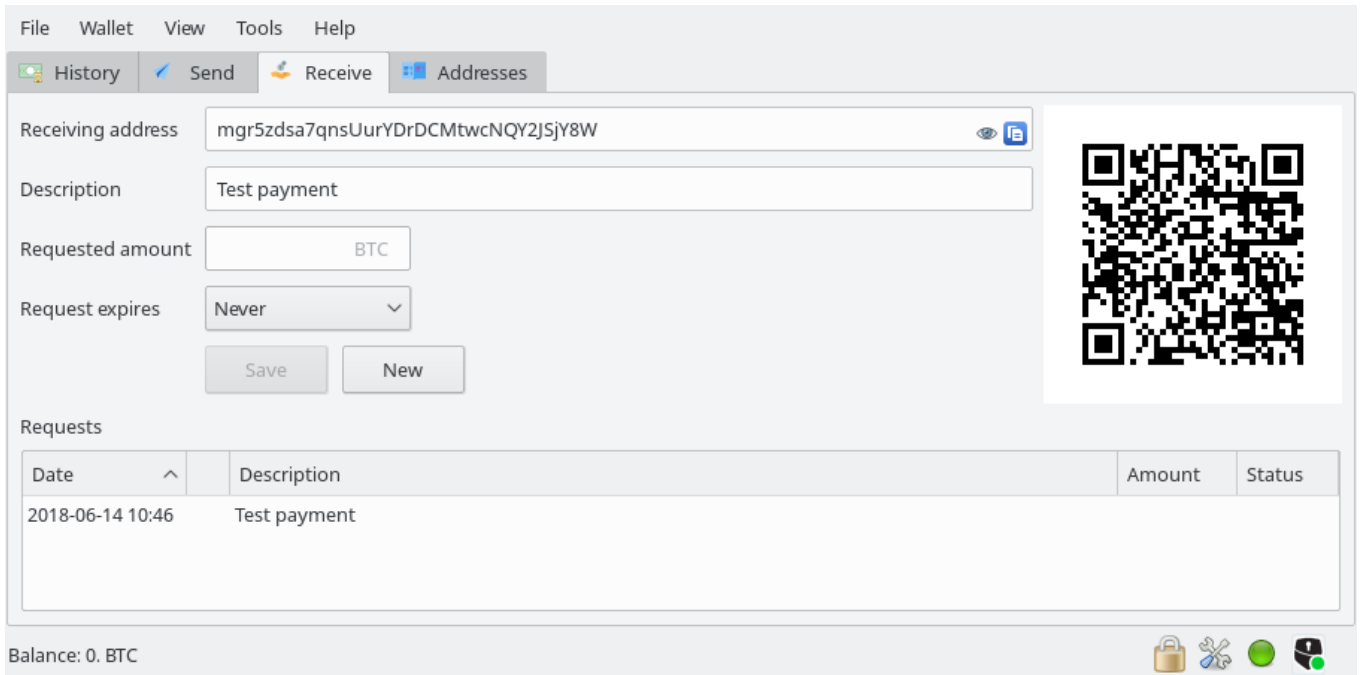 File Wallet View Tools Help
History Send Receive Addresses
Receiving address mgr5zdsa7qnsUurYDrDCMtwcNQY2JSjY8W
Description Test payment
Requested amount BTC
Request expires Never
Save New
Requests
Date Description Amount Status
2018-06-14 10:46 Test payment
Balance: 0. BTC